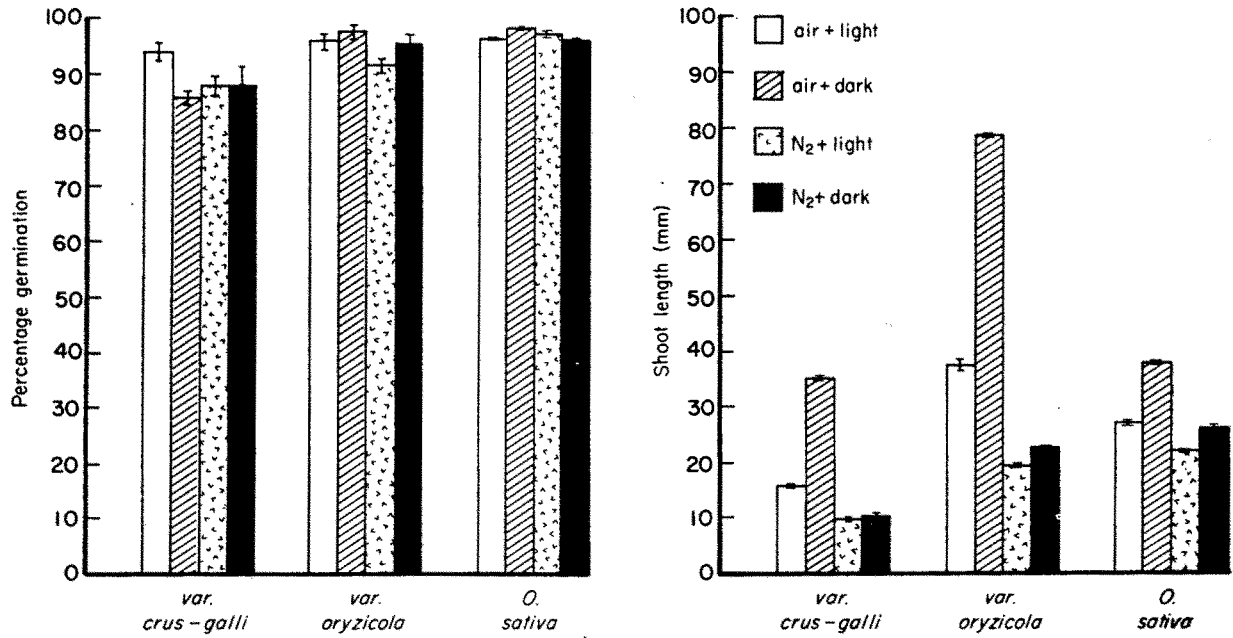 Percentage germination
100
90
80
70
60
50
40
30
20
10
0
var.
crus-galli
var.
oryzicola
O.
sativa
Shoot length (mm)
100
90
80
70
60
50
40
30
20
10
0
air + light
air + dark
N₂ + light
N₂ + dark
var.
crus-galli
var.
oryzicola
O.
sativa